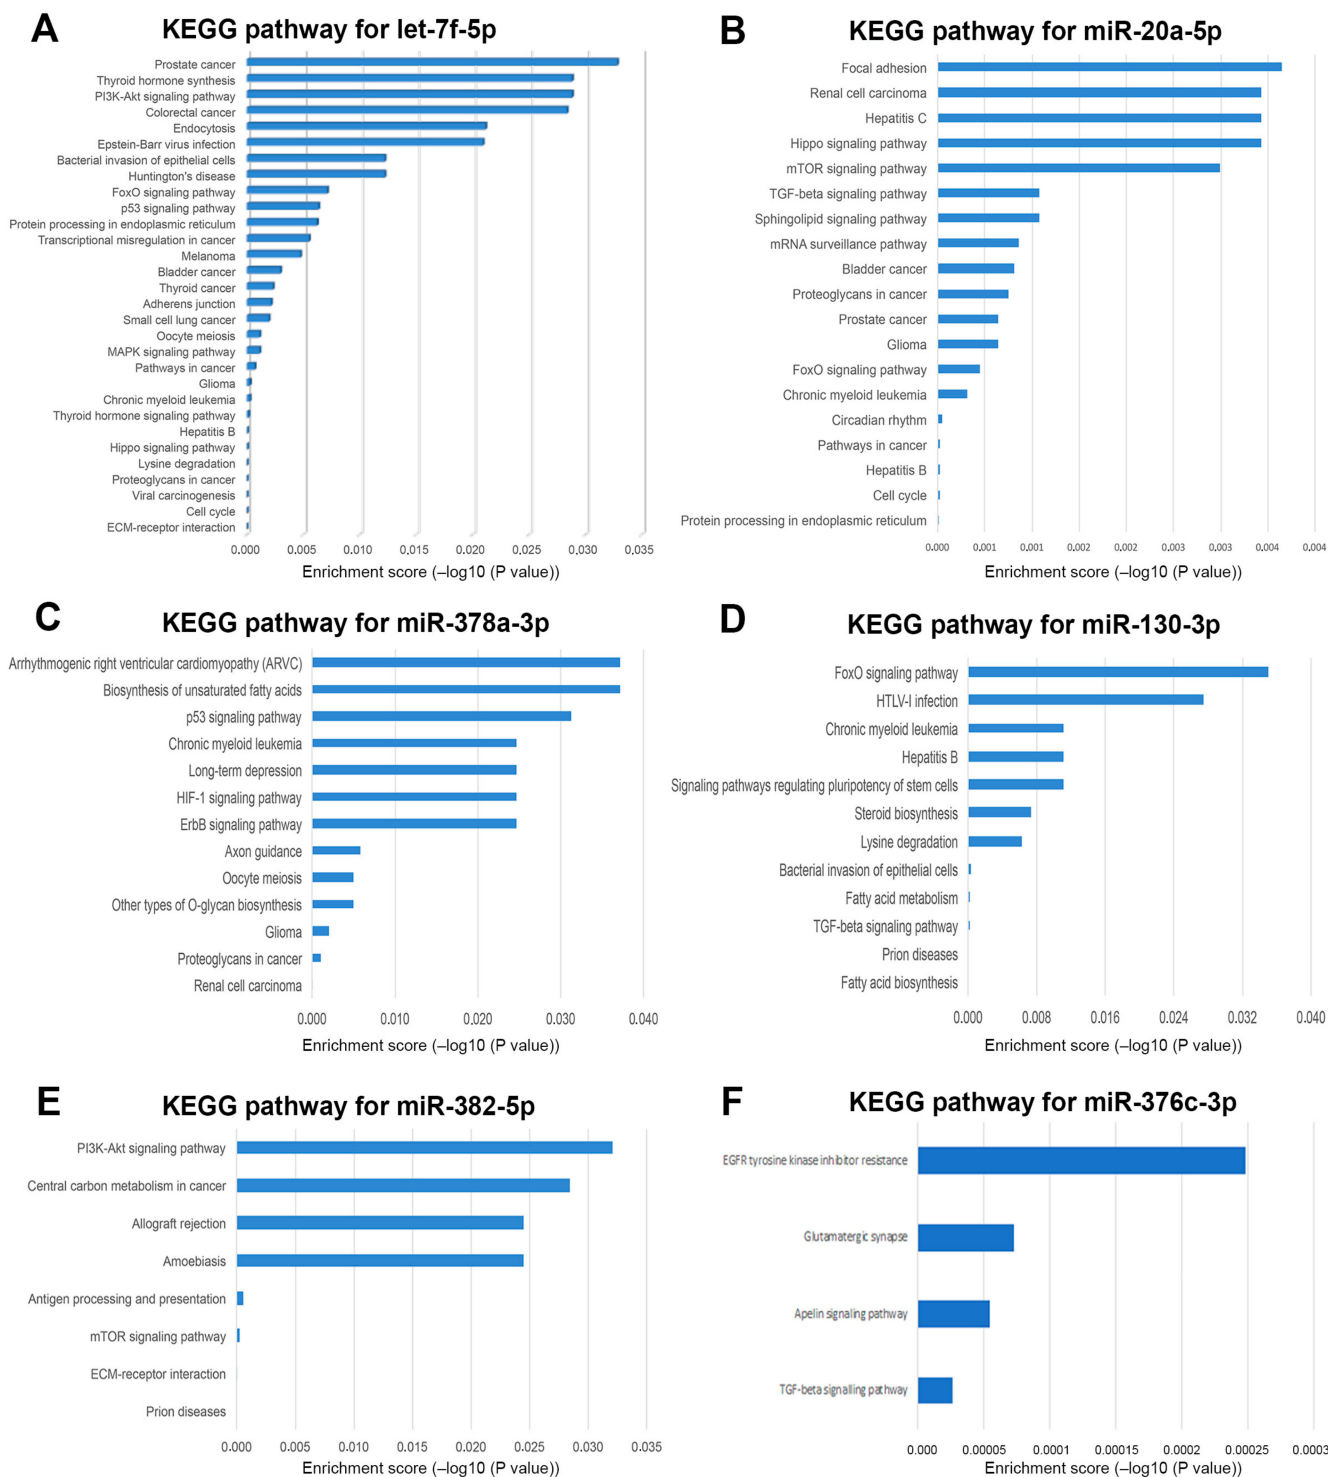 A
KEGG pathway for let-7f-5p
Prostate cancer
Thyroid hormone synthesis
PI3K-Akt signaling pathway
Colorectal cancer
Endocytosis
Epstein-Barr virus infection
Bacterial invasion of epithelial cells
Huntington's disease
FoxO signaling pathway
p53 signaling pathway
Protein processing in endoplasmic reticulum
Transcriptional misregulation in cancer
Melanoma
Bladder cancer
Thyroid cancer
Adherens junction
Small cell lung cancer
Oocyte meiosis
MAPK signaling pathway
Pathways in cancer
Glioma
Chronic myeloid leukemia
Thyroid hormone signaling pathway
Hepatitis B
Hippo signaling pathway
Lysine degradation
Proteoglycans in cancer
Viral carcinogenesis
Cell cycle
ECM-receptor interaction
0.000 0.005 0.010 0.015 0.020 0.025 0.030 0.035
Enrichment score (–log10 (P value))
B
KEGG pathway for miR-20a-5p
Focal adhesion
Renal cell carcinoma
Hepatitis C
Hippo signaling pathway
mTOR signaling pathway
TGF-beta signaling pathway
Sphingolipid signaling pathway
mRNA surveillance pathway
Bladder cancer
Proteoglycans in cancer
Prostate cancer
Glioma
FoxO signaling pathway
Chronic myeloid leukemia
Circadian rhythm
Pathways in cancer
Hepatitis B
Cell cycle
Protein processing in endoplasmic reticulum
0.000 0.001 0.001 0.002 0.002 0.003 0.003 0.004 0.004
Enrichment score (–log10 (P value))
C
KEGG pathway for miR-378a-3p
Arrhythmogenic right ventricular cardiomyopathy (ARVC)
Biosynthesis of unsaturated fatty acids
p53 signaling pathway
Chronic myeloid leukemia
Long-term depression
HIF-1 signaling pathway
ErbB signaling pathway
Axon guidance
Oocyte meiosis
Other types of O-glycan biosynthesis
Glioma
Proteoglycans in cancer
Renal cell carcinoma
0.000 0.010 0.020 0.030 0.040
Enrichment score (–log10 (P value))
D
KEGG pathway for miR-130-3p
FoxO signaling pathway
HTLV-I infection
Chronic myeloid leukemia
Hepatitis B
Signaling pathways regulating pluripotency of stem cells
Steroid biosynthesis
Lysine degradation
Bacterial invasion of epithelial cells
Fatty acid metabolism
TGF-beta signaling pathway
Prion diseases
Fatty acid biosynthesis
0.000 0.008 0.016 0.024 0.032 0.040
Enrichment score (–log10 (P value))
E
KEGG pathway for miR-382-5p
PI3K-Akt signaling pathway
Central carbon metabolism in cancer
Allograft rejection
Amoebiasis
Antigen processing and presentation
mTOR signaling pathway
ECM-receptor interaction
Prion diseases
0.000 0.005 0.010 0.015 0.020 0.025 0.030 0.035
Enrichment score (–log10 (P value))
F
KEGG pathway for miR-376c-3p
EGFR tyrosine kinase inhibitor resistance
Glutamatergic synapse
Apelin signaling pathway
TGF-beta signalling pathway
0.000 0.00005 0.0001 0.00015 0.0002 0.00025 0.0003
Enrichment score (–log10 (P value))